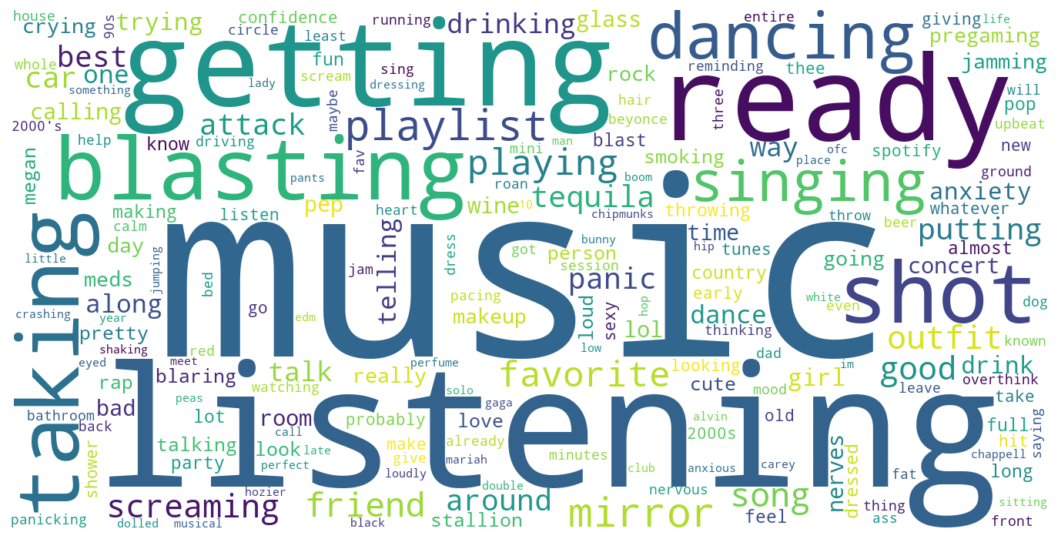 house
crying
90s
trying
confidence
circle
running
least
drinking
glass
dancing
entire
giving
life
pregaming
whole
best
something
getting
fun
scream
lady
sing
dressing
rock
reminding
thee
jamming
car
one
calling
attack
maybe
playlist
hair
beyonce
three
ready
will
pop
upbeat
2000's
know
driving
help
pants
fav
mini
man
blast
boom
ofc
way
place
spotify
new
megan
blasting
playing
roan
smoking
singing
ground
anxiety
making
calm
listen
pep
heart
wine
10
tequila
chipmunks
throwing
throw
beer
whatever
putting
taking
little
day
meds
jumping
bed
music
jam
telling
dress
got
bunny
session
person
hip
time
tunes
going
almost
along
go
edm
pacing
early
makeup
hop
panic
loud
sexy
lol
country
dance
white
even
concert
shot
dog
crashing
year
shaking
pretty
red
meet
perfume
low
thinking
outfit
known
eyed
rap
peas
blaring
watching
talk
really
solo
favorite
looking
dad
cute
mood
girl
im
good
drink
leave
overthink
take
bathroom
back
bad
lot
room
call
listening
probably
gaga
love
alvin
old
full
shower
talking
party
look
late
perfect
make
give
already
mariah
minutes
2000s
club
anxious
carey
nerves
dressed
fat
hit
chappell
long
saying
sitting
panicking
screaming
dolled
musical
hozier
friend
black
loudly
double
around
stallion
mirror
nervous
song
feel
thing
ass
front